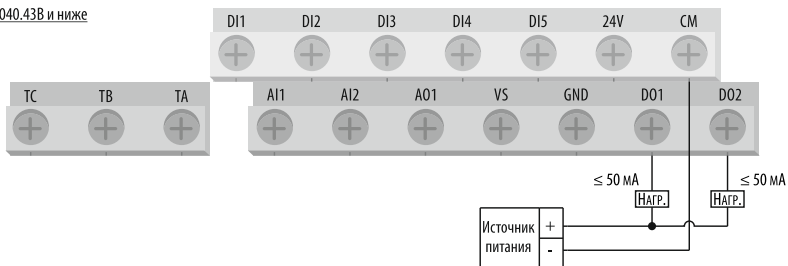 040.43В и ниже
DI1 DI2 DI3 DI4 DI5 24V CM
TC TB TA AI1 AI2 AO1 VS GND DO1 DO2
≤ 50 мА ≤ 50 мА
Нагр. Нагр.
Источник +
питания -